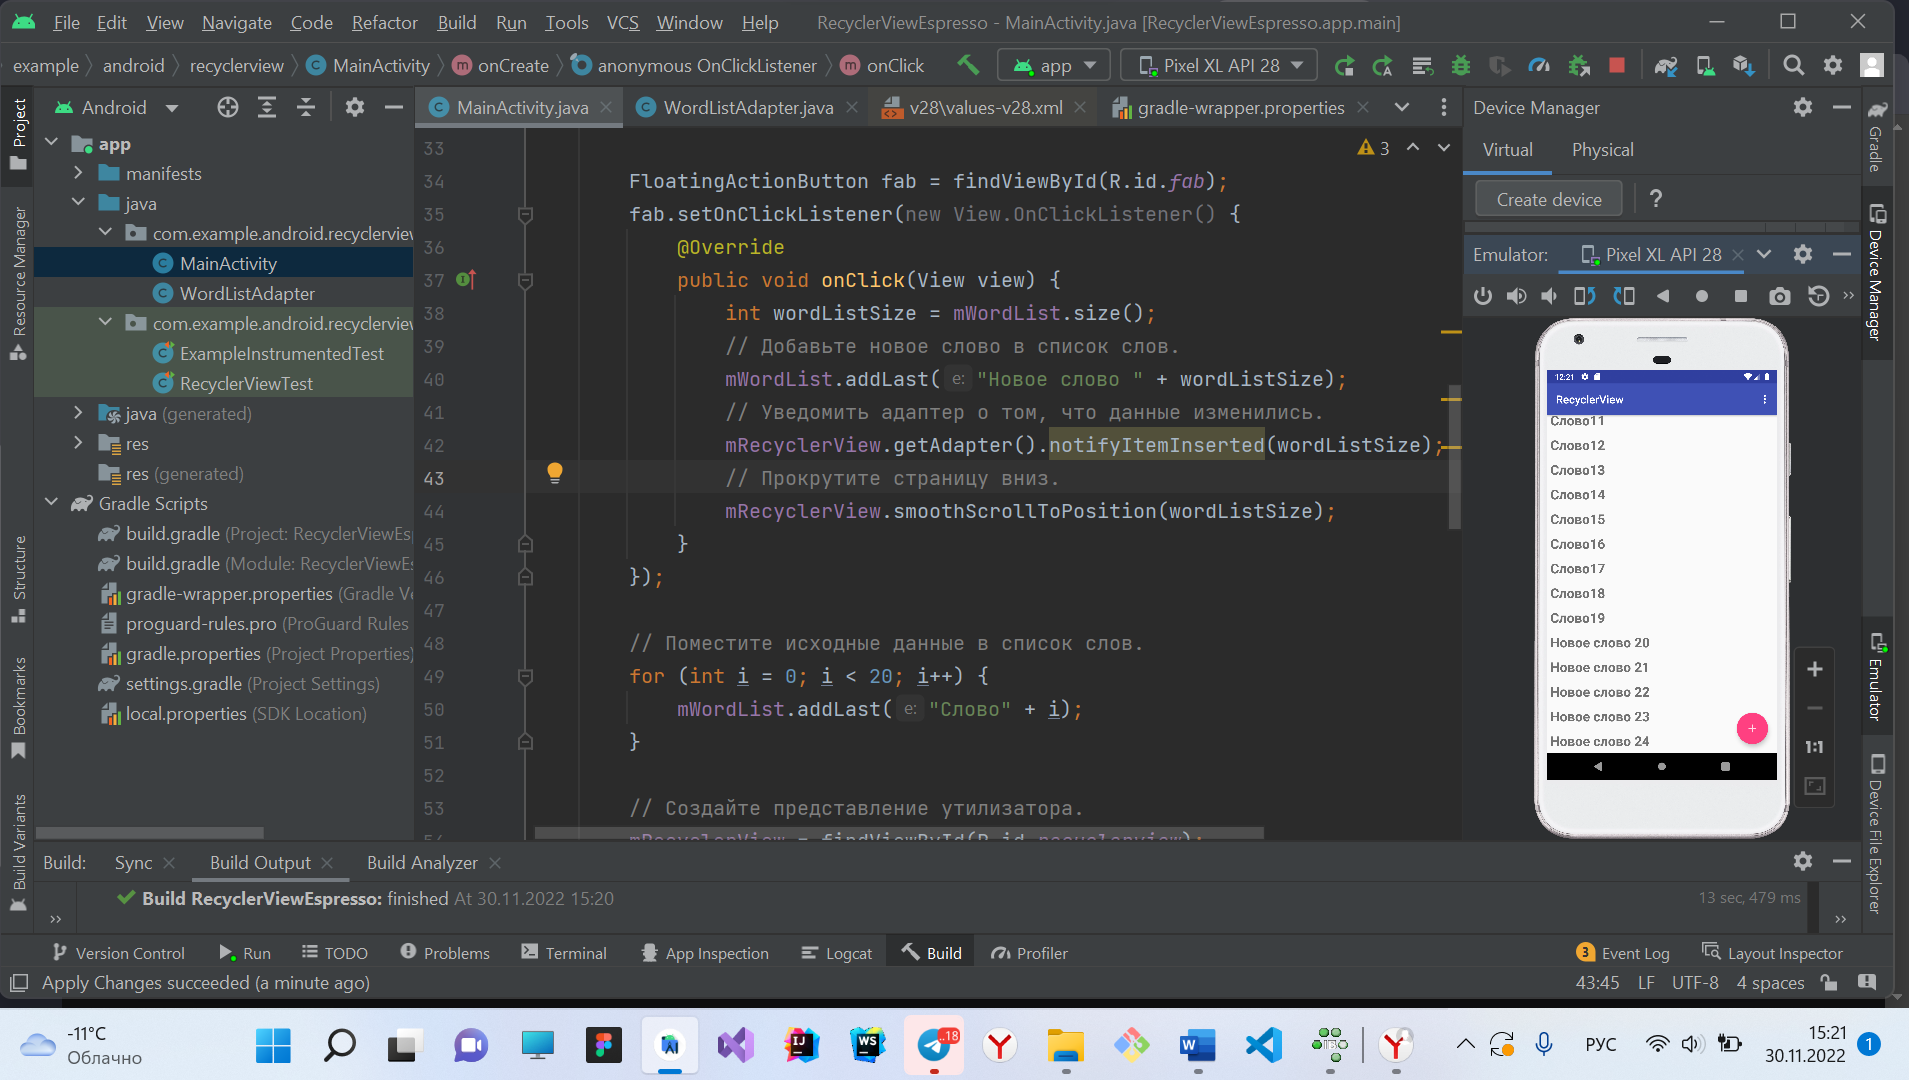 File Edit View Navigate Code Refactor Build Run Tools VCS Window Help RecyclerViewEspresso - MainActivity.java [RecyclerViewEspresso.app.main]
example android recyclerview MainActivity onCreate anonymous OnClickListener onClick app Pixel XL API 28
Project
Resource Manager
Structure
Bookmarks
Build Variants
Android
app
manifests
java
com.example.android.recyclerview
MainActivity
WordListAdapter
com.example.android.recyclerview
ExampleInstrumentedTest
RecyclerViewTest
java (generated)
res
res (generated)
Gradle Scripts
build.gradle (Project: RecyclerViewEs
build.gradle (Module: RecyclerViewE
gradle-wrapper.properties (Gradle Ve
proguard-rules.pro (ProGuard Rules
gradle.properties (Project Properties)
settings.gradle (Project Settings)
local.properties (SDK Location)
MainActivity.java WordListAdapter.java v28\values-v28.xml gradle-wrapper.properties
3
33
34 FloatingActionButton fab = findViewById(R.id.fab);
35 fab.setOnClickListener(new View.OnClickListener() {
36 @Override
37 public void onClick(View view) {
38 int wordListSize = mWordList.size();
39 // Добавьте новое слово в список слов.
40 mWordList.addLast( e: "Новое слово " + wordListSize);
41 // Уведомить адаптер о том, что данные изменились.
42 mRecyclerView.getAdapter().notifyItemInserted(wordListSize);
43 // Прокрутите страницу вниз.
44 mRecyclerView.smoothScrollToPosition(wordListSize);
45 }
46 });
47
48 // Поместите исходные данные в список слов.
49 for (int i = 0; i < 20; i++) {
50 mWordList.addLast( e: "Слово" + i);
51 }
52
53 // Создайте представление утилизатора.
54 mRecyclerView = findViewById(R.id.recyclerview);
Device Manager
Virtual Physical
Create device ?
Emulator: Pixel XL API 28
12:21
RecyclerView
Слово11
Слово12
Слово13
Слово14
Слово15
Слово16
Слово17
Слово18
Слово19
Новое слово 20
Новое слово 21
Новое слово 22
Новое слово 23
Новое слово 24
+
1:1
Gradle
Device Manager
Emulator
Device File Explorer
Build: Sync Build Output Build Analyzer
Build RecyclerViewEspresso: finished At 30.11.2022 15:20 13 sec, 479 ms
Version Control Run TODO Problems Terminal App Inspection Logcat Build Profiler 3 Event Log Layout Inspector
Apply Changes succeeded (a minute ago) 43:45 LF UTF-8 4 spaces
-11°C
Облачно
IJ
WS
..18
РУС
15:21
30.11.2022
1